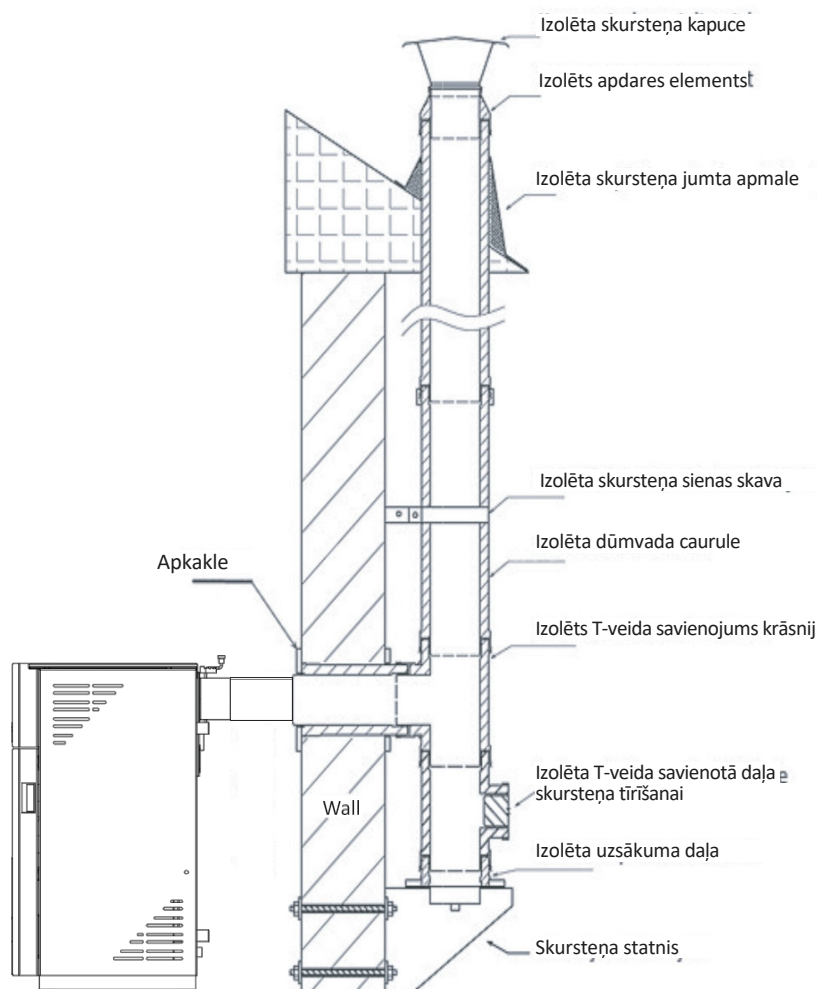 Izolēta skursteņa kapuce
Izolēts apdares elements
Izolēta skursteņa jumta apmale
Izolēta skursteņa sienas skava
Izolēta dūmvada caurule
Apkakle
Izolēts T-veida savienojums krāsnij
Izolēta T-veida savienotā daļa
skursteņa tīrīšanai
Wall
Izolēta uzsākuma daļa
Skursteņa statnis